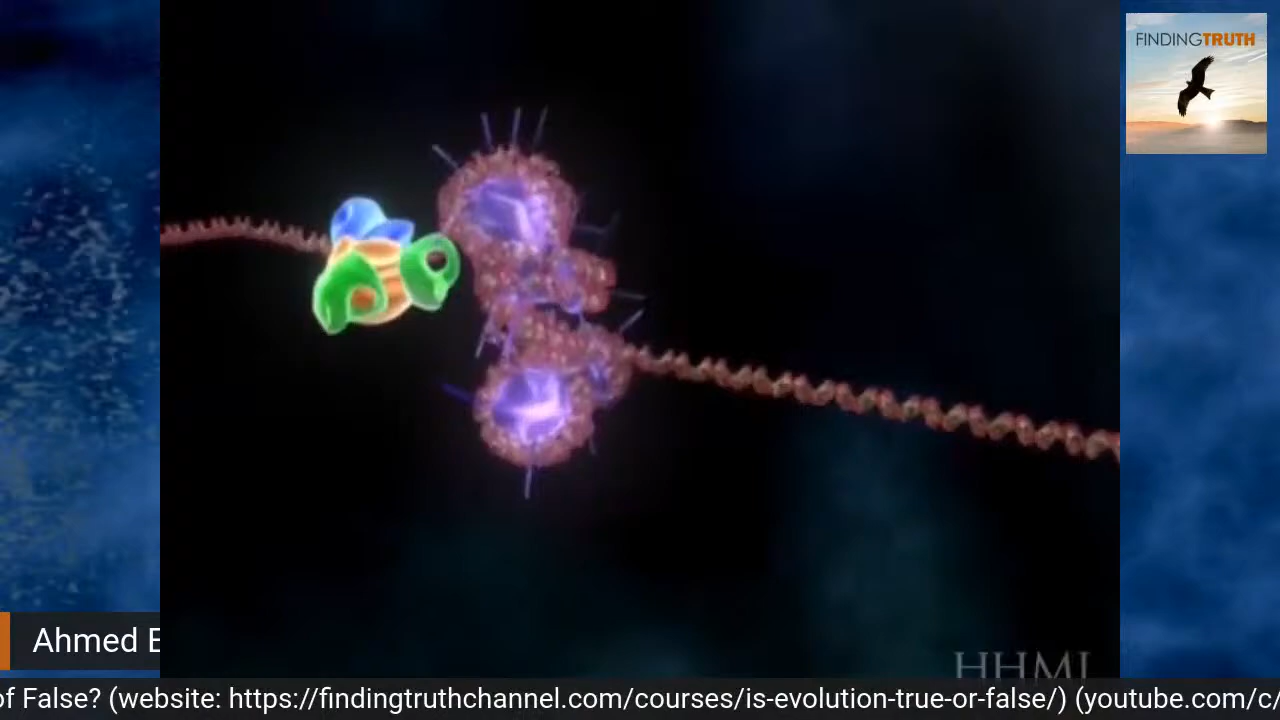 FINDINGTRUTH
Ahmed
HHMI
of False? (website: https://findingtruthchannel.com/courses/is-evolution-true-or-false/) (youtube.com/c/